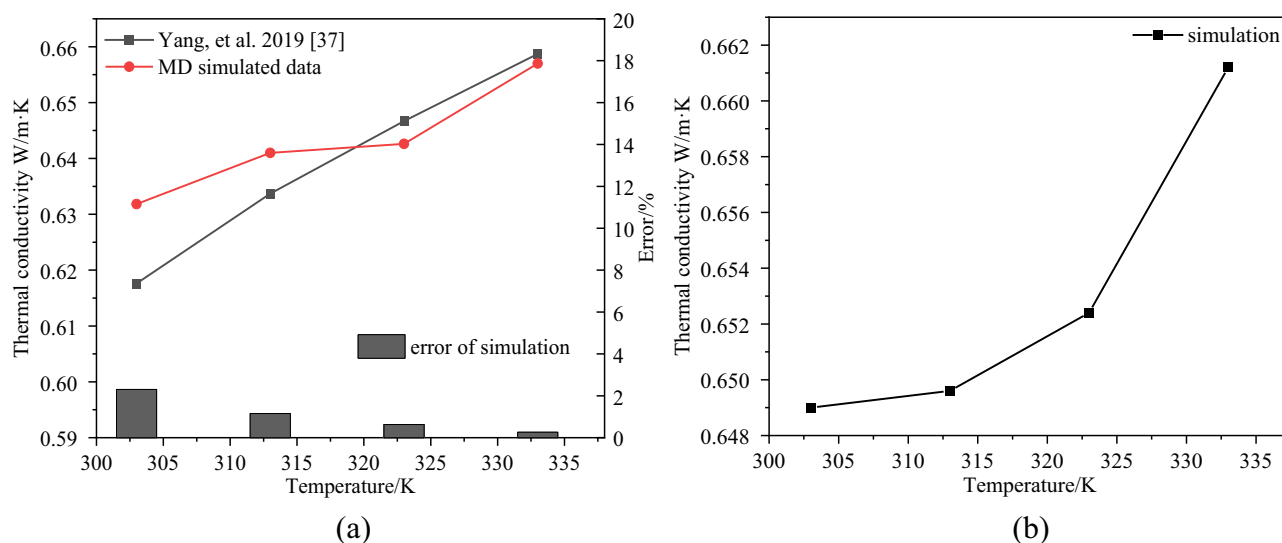 Yang, et al. 2019 [37]
MD simulated data
error of simulation
Thermal conductivity W/m·K
0.66
0.65
0.64
0.63
0.62
0.61
0.60
0.59
20
18
16
14
12
10
8
6
4
2
0
Error/%
300 305 310 315 320 325 330 335
Temperature/K
(a)
simulation
Thermal conductivity W/m·K
0.662
0.660
0.658
0.656
0.654
0.652
0.650
0.648
300 305 310 315 320 325 330 335
Temperature/K
(b)